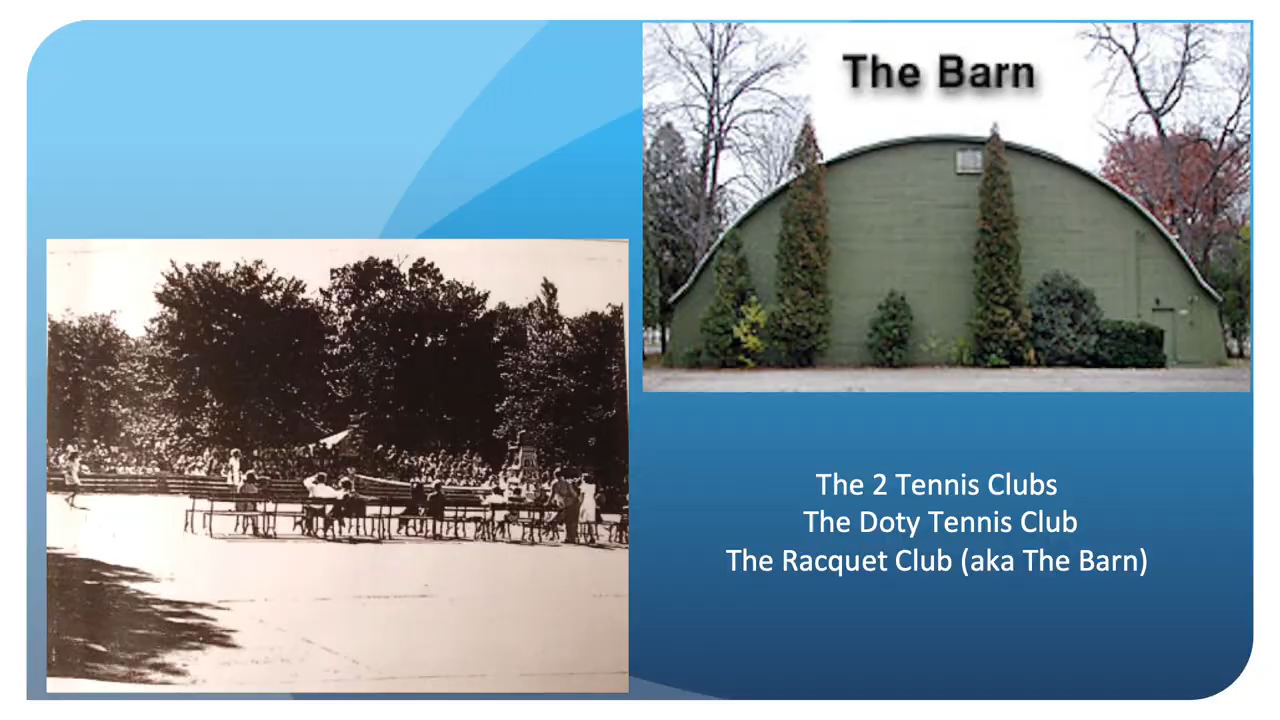 The Barn
The 2 Tennis Clubs
The Doty Tennis Club
The Racquet Club (aka The Barn)